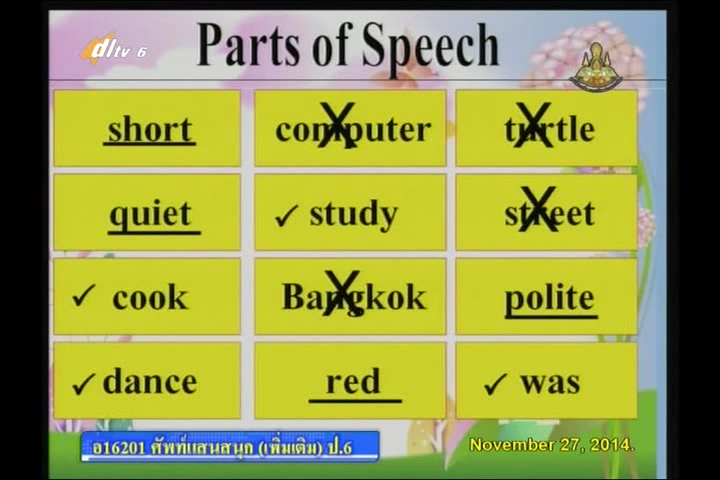 dltv 6
Parts of Speech
short computer turtle
quiet ✓ study street
✓ cook Bangkok polite
✓ dance red ✓ was
อ16201 ศัพท์แสนสนุก (เพิ่มเติม) ป.6
November 27, 2014.